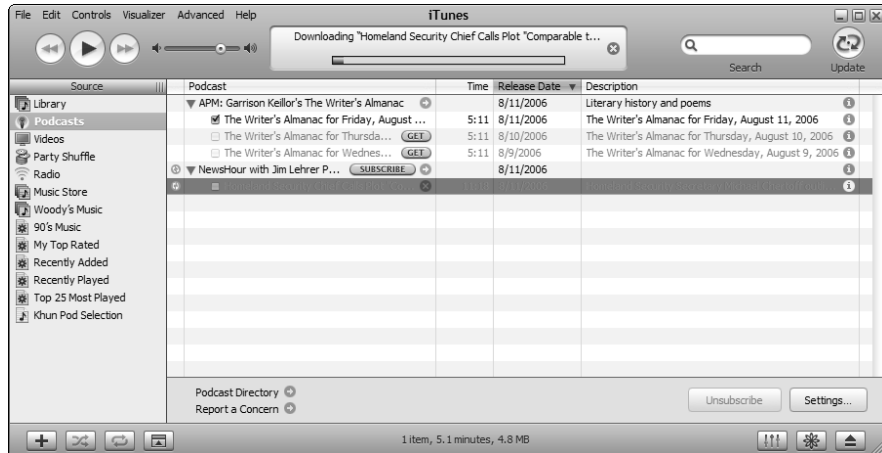 File Edit Controls Visualizer Advanced Help
iTunes
Downloading "Homeland Security Chief Calls Plot "Comparable t...
Search
Update
Source
Podcast Time Release Date Description
Library
Podcasts
Videos
Party Shuffle
Radio
Music Store
Woody's Music
90's Music
My Top Rated
Recently Added
Recently Played
Top 25 Most Played
Khun Pod Selection
APM: Garrison Keillor's The Writer's Almanac 8/11/2006 Literary history and poems
The Writer's Almanac for Friday, August ... 5:11 8/11/2006 The Writer's Almanac for Friday, August 11, 2006
The Writer's Almanac for Thursda... GET 5:11 8/10/2006 The Writer's Almanac for Thursday, August 10, 2006
The Writer's Almanac for Wednes... GET 5:11 8/9/2006 The Writer's Almanac for Wednesday, August 9, 2006
NewsHour with Jim Lehrer P... SUBSCRIBE 8/11/2006
Podcast Directory
Report a Concern
Unsubscribe
Settings...
1 item, 5.1 minutes, 4.8 MB